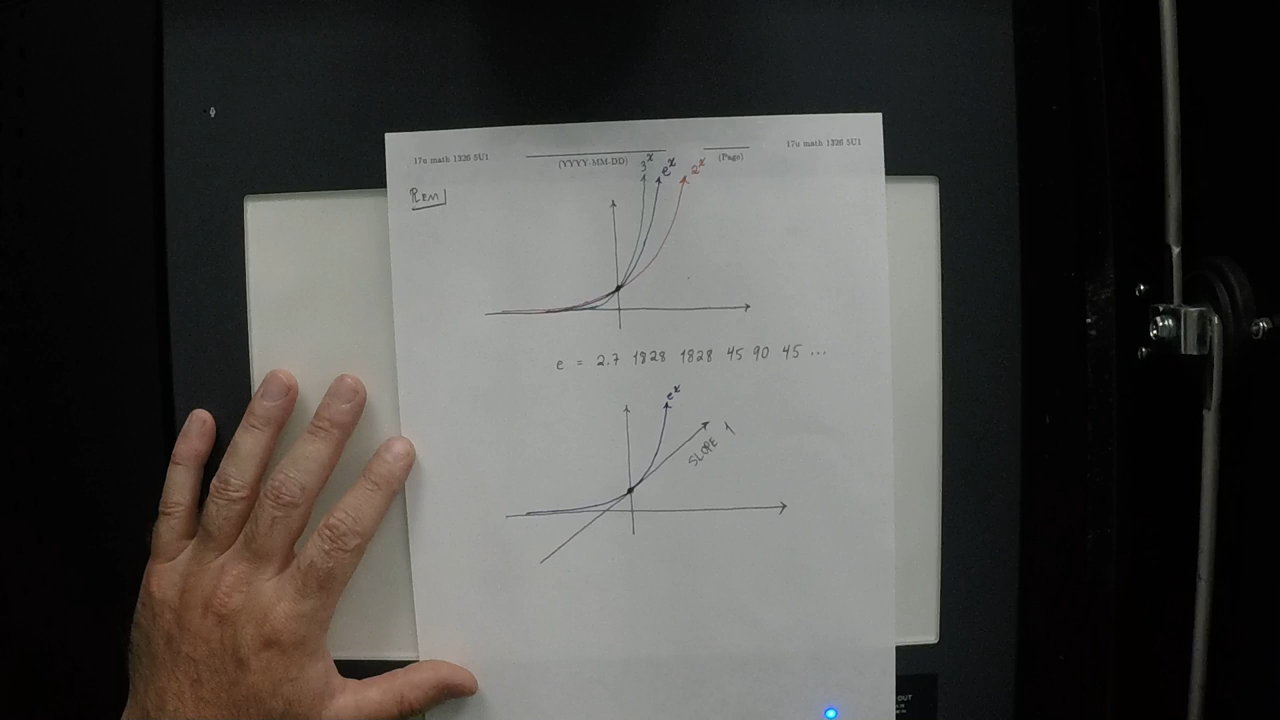 17u math 1326 5U1
(YYYY-MM-DD)
(Page)
17u math 1326 5U1
REM
3^x
e^x
2^x
e = 2.7 1828 1828 45 90 45 ...
e^x
SLOPE 1
OUT